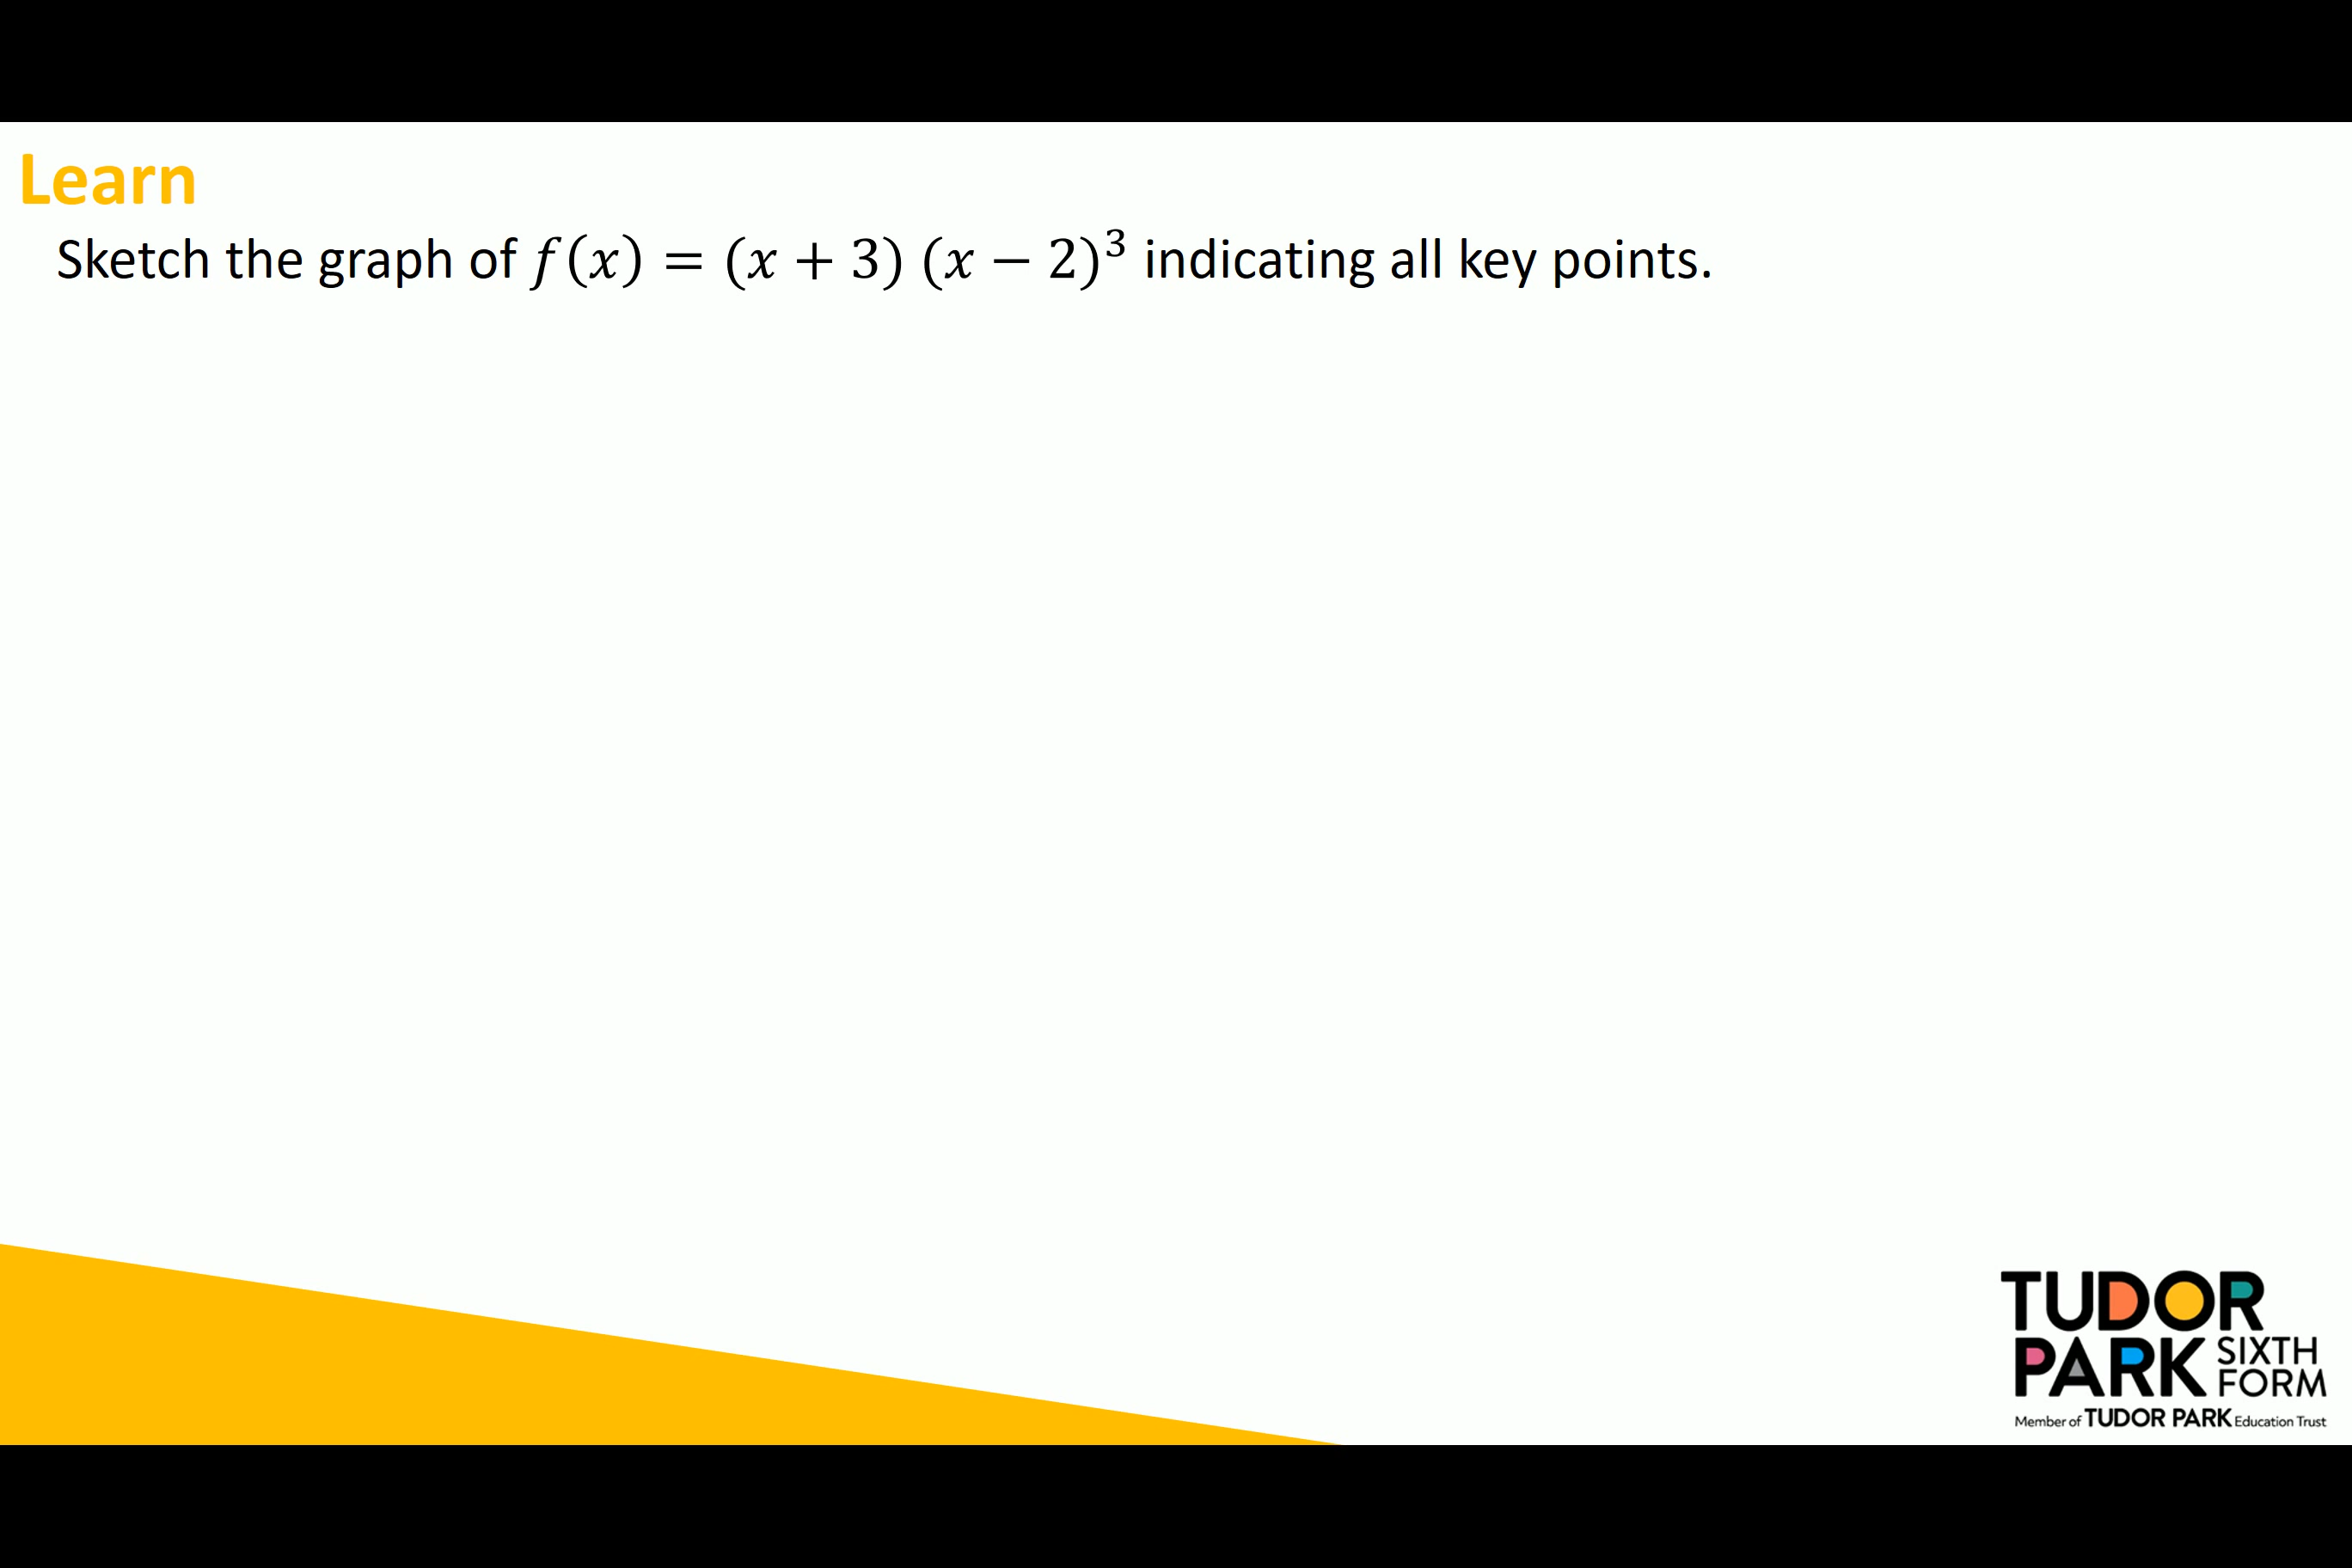 Learn
Sketch the graph of f(x) = (x + 3) (x − 2)³ indicating all key points.
TUDOR
PARK SIXTH FORM
Member of TUDOR PARK Education Trust